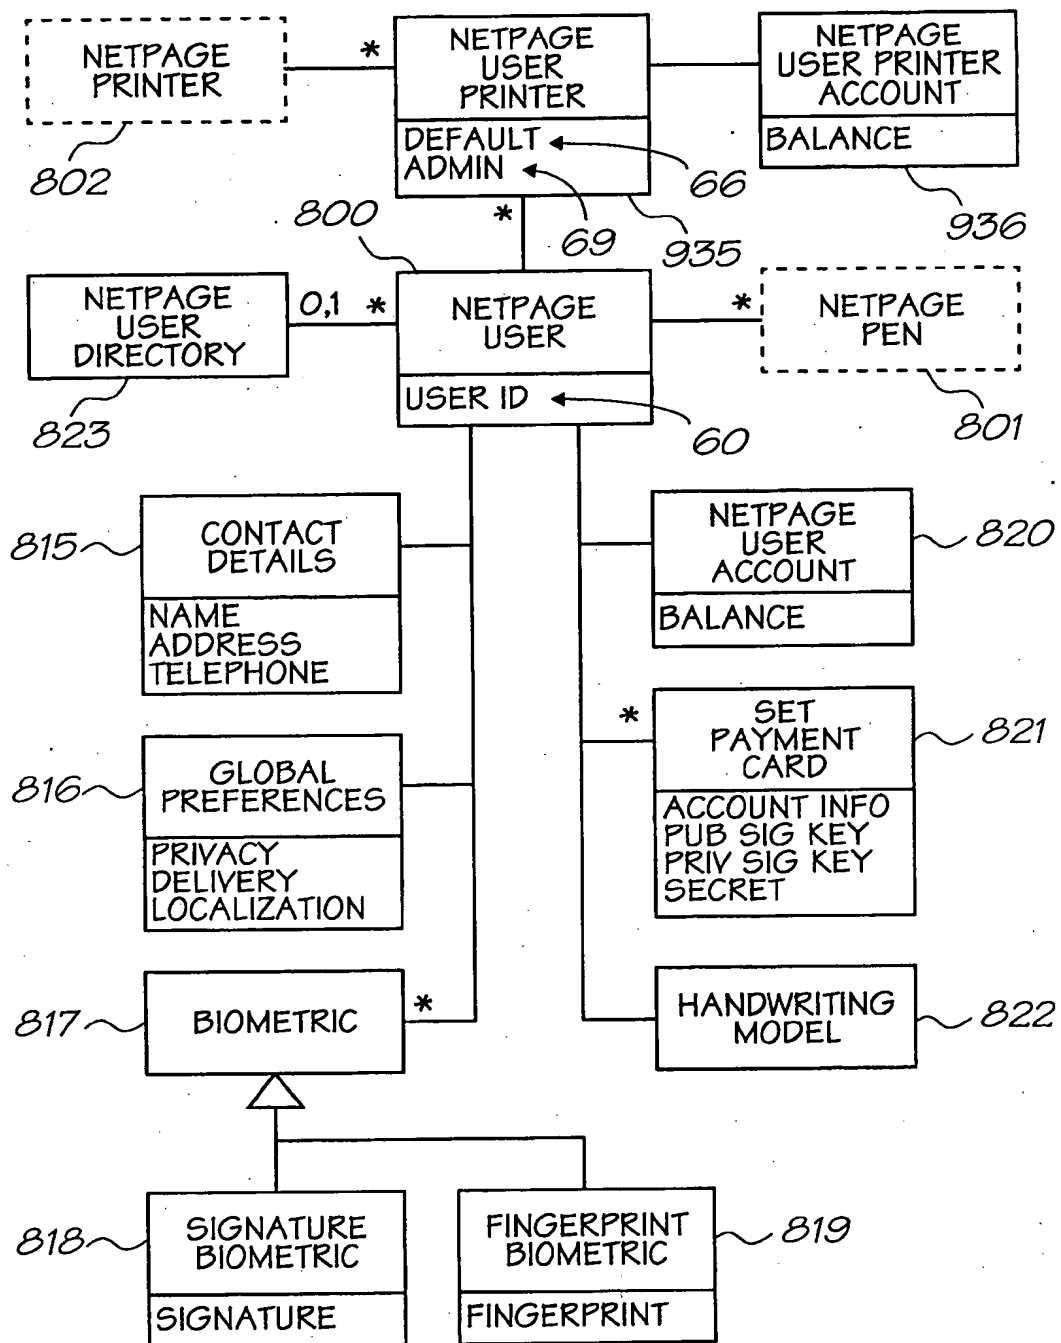 NETPAGE
PRINTER
802
*
NETPAGE
USER
PRINTER
DEFAULT
ADMIN
66
69
935
NETPAGE
USER PRINTER
ACCOUNT
BALANCE
936
*
800
NETPAGE
USER
DIRECTORY
823
0,1
*
NETPAGE
USER
USER ID
60
*
NETPAGE
PEN
801
815
CONTACT
DETAILS
NAME
ADDRESS
TELEPHONE
NETPAGE
USER
ACCOUNT
BALANCE
820
816
GLOBAL
PREFERENCES
PRIVACY
DELIVERY
LOCALIZATION
*
SET
PAYMENT
CARD
ACCOUNT INFO
PUB SIG KEY
PRIV SIG KEY
SECRET
821
817
BIOMETRIC
*
HANDWRITING
MODEL
822
818
SIGNATURE
BIOMETRIC
SIGNATURE
FINGERPRINT
BIOMETRIC
FINGERPRINT
819